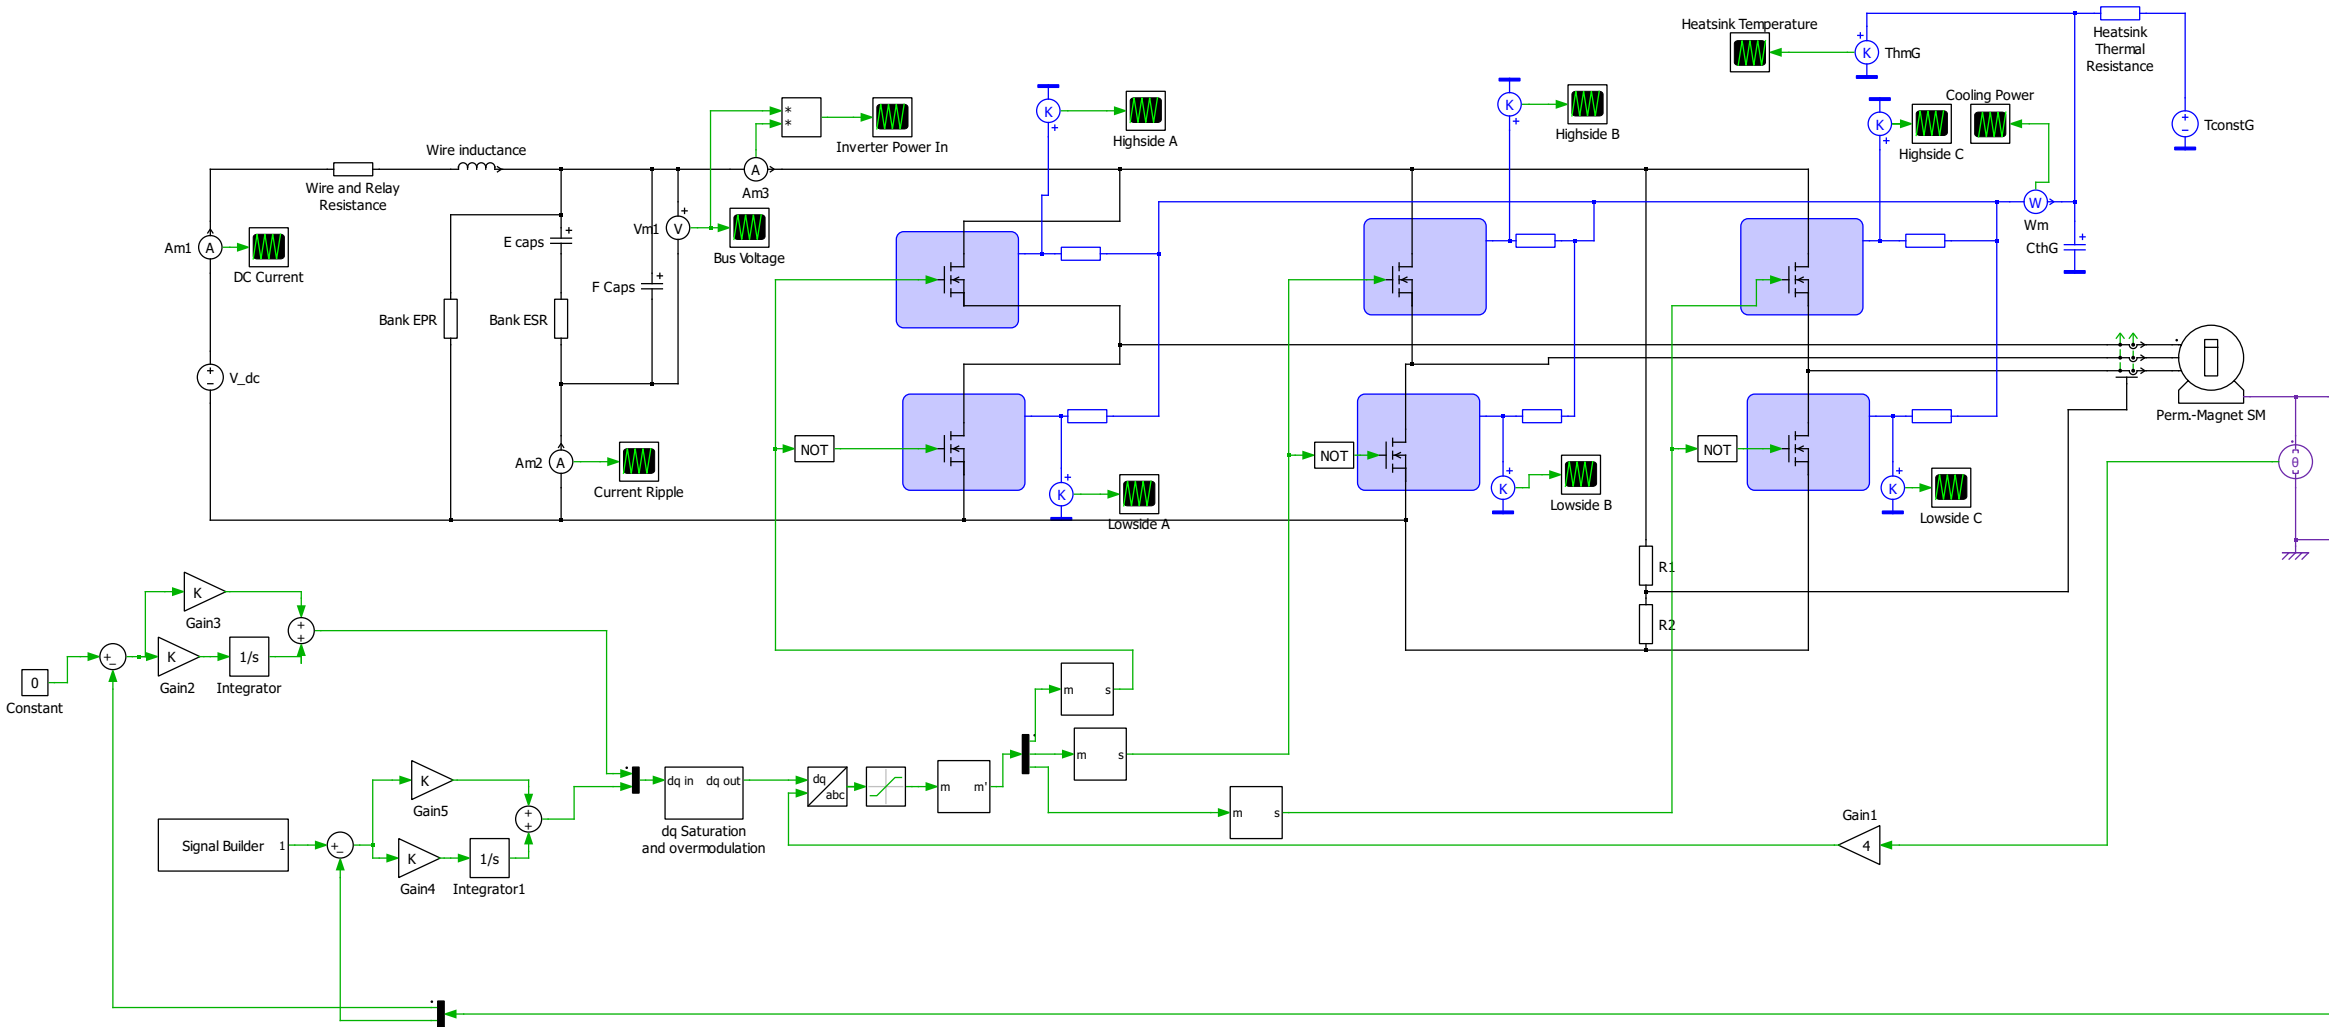 Heatsink Temperature
K
ThmG
Heatsink
Thermal
Resistance
*
*
Inverter Power In
K
Highside A
K
Highside B
K
Highside C
Cooling Power
+
−
TconstG
Wire and Relay
Resistance
Wire inductance
A
Am3
Am1
A
DC Current
E caps
+
F Caps
+
Vm1
V
+
Bus Voltage
W
Wm
CthG
+
Bank EPR
Bank ESR
+
−
V_dc
Am2
A
Current Ripple
NOT
K
+
Lowside A
NOT
K
+
Lowside B
NOT
K
+
Lowside C
Perm.-Magnet SM
θ
R1
R2
K
Gain3
+
+
0
Constant
+
−
K
Gain2
1/s
Integrator
m s
m s
m s
K
Gain5
Signal Builder 1
+
−
K
Gain4
1/s
Integrator1
+
+
dq in dq out
dq Saturation
and overmodulation
dq
abc
m m'
Gain1
4